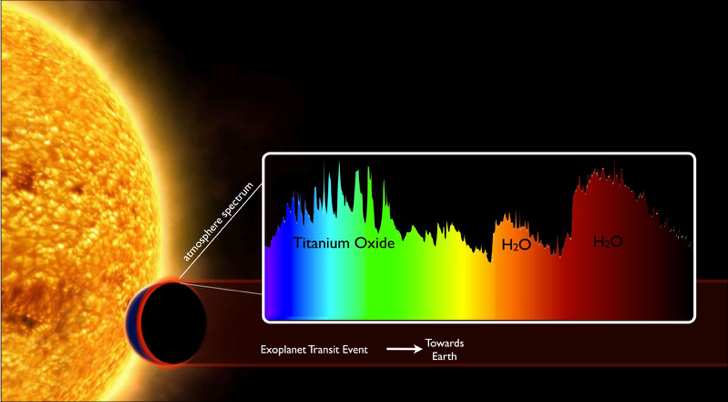 atmosphere spectrum
Titanium Oxide
H₂O
H₂O
Exoplanet Transit Event
Towards
Earth